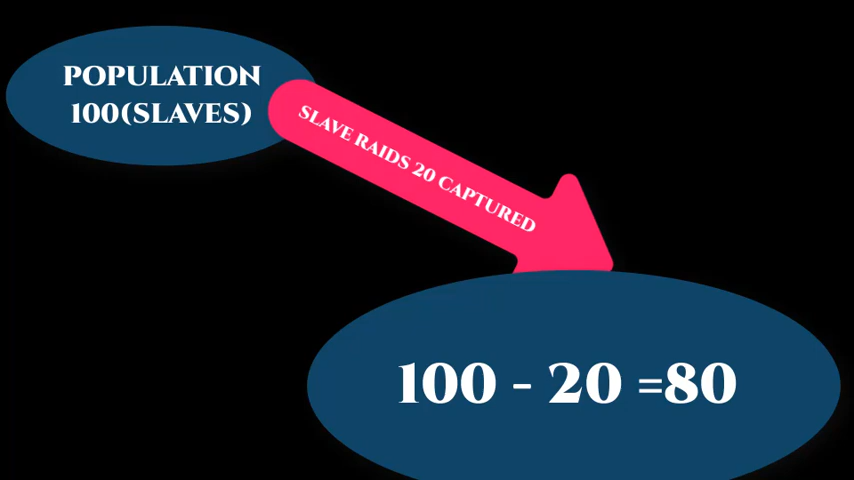 POPULATION
100(SLAVES)
SLAVE RAIDS 20 CAPTURED
100 - 20 =80